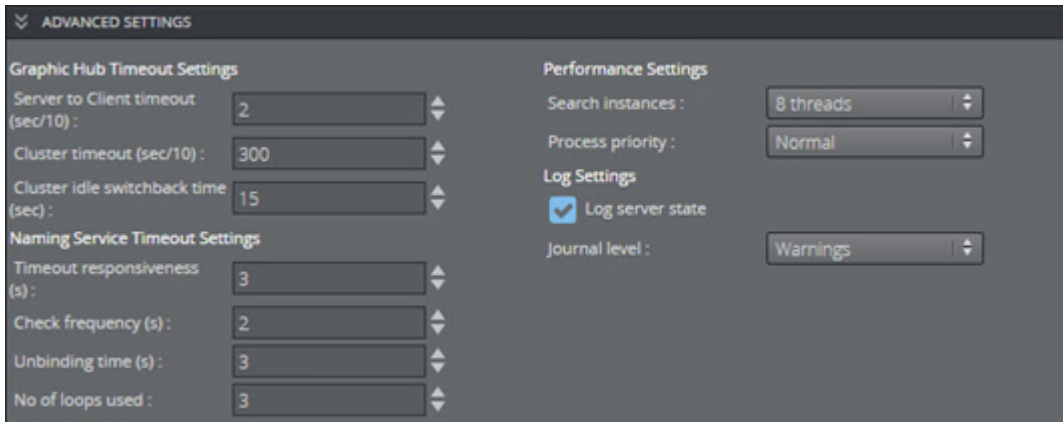 ADVANCED SETTINGS
Graphic Hub Timeout Settings
Server to Client timeout
(sec/10) :
2
Cluster timeout (sec/10) :
300
Cluster idle switchback time
(sec) :
15
Naming Service Timeout Settings
Timeout responsiveness
(s) :
3
Check frequency (s) :
2
Unbinding time (s) :
3
No of loops used :
3
Performance Settings
Search instances :
8 threads
Process priority :
Normal
Log Settings
Log server state
Journal level :
Warnings